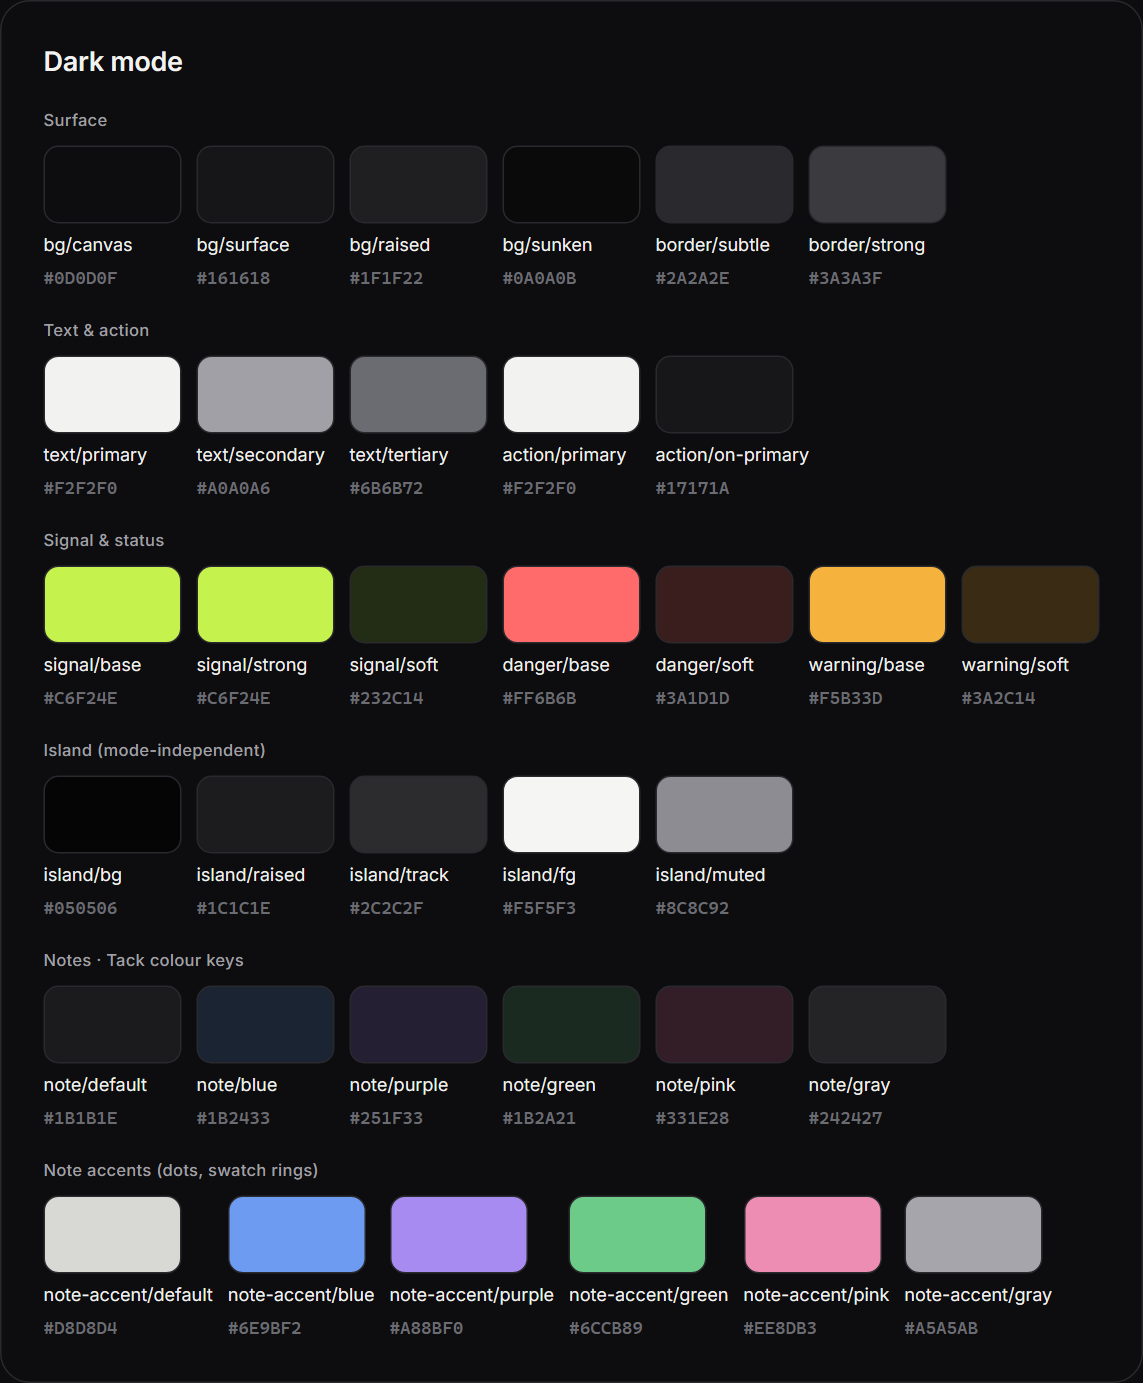 Dark mode
Surface
bg/canvas bg/surface bg/raised bg/sunken border/subtle border/strong
#0D0D0F #161618 #1F1F22 #0A0A0B #2A2A2E #3A3A3F
Text & action
text/primary text/secondary text/tertiary action/primary action/on-primary
#F2F2F0 #A0A0A6 #6B6B72 #F2F2F0 #17171A
Signal & status
signal/base signal/strong signal/soft danger/base danger/soft warning/base warning/soft
#C6F24E #C6F24E #232C14 #FF6B6B #3A1D1D #F5B33D #3A2C14
Island (mode-independent)
island/bg island/raised island/track island/fg island/muted
#050506 #1C1C1E #2C2C2F #F5F5F3 #8C8C92
Notes · Tack colour keys
note/default note/blue note/purple note/green note/pink note/gray
#1B1B1E #1B2433 #251F33 #1B2A21 #331E28 #242427
Note accents (dots, swatch rings)
note-accent/default note-accent/blue note-accent/purple note-accent/green note-accent/pink note-accent/gray
#D8D8D4 #6E9BF2 #A88BF0 #6CCB89 #EE8DB3 #A5A5AB